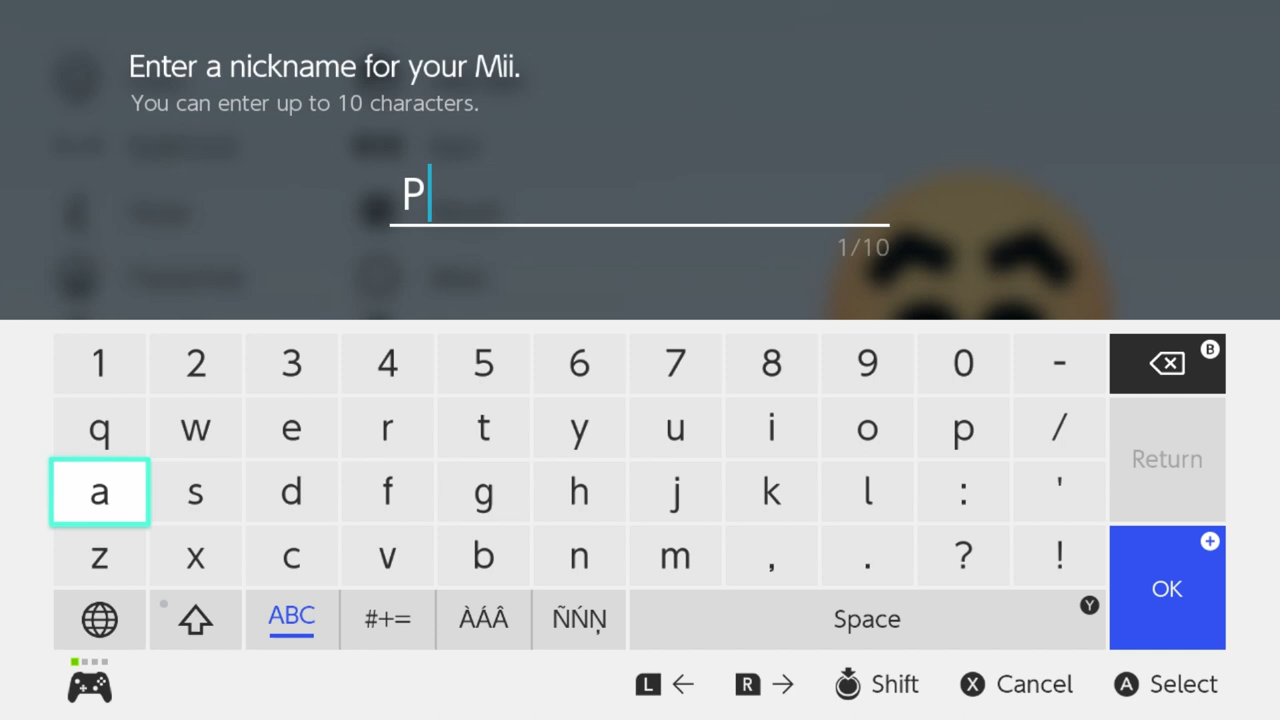 Enter a nickname for your Mii.
You can enter up to 10 characters.
P
1/10
1 2 3 4 5 6 7 8 9 0 - B
q w e r t y u i o p / Return
a s d f g h j k l : '
z x c v b n m , . ? ! +
ABC #+= ÀÁÂ ÑŃŅ Space Y OK
L ← R → Shift X Cancel A Select